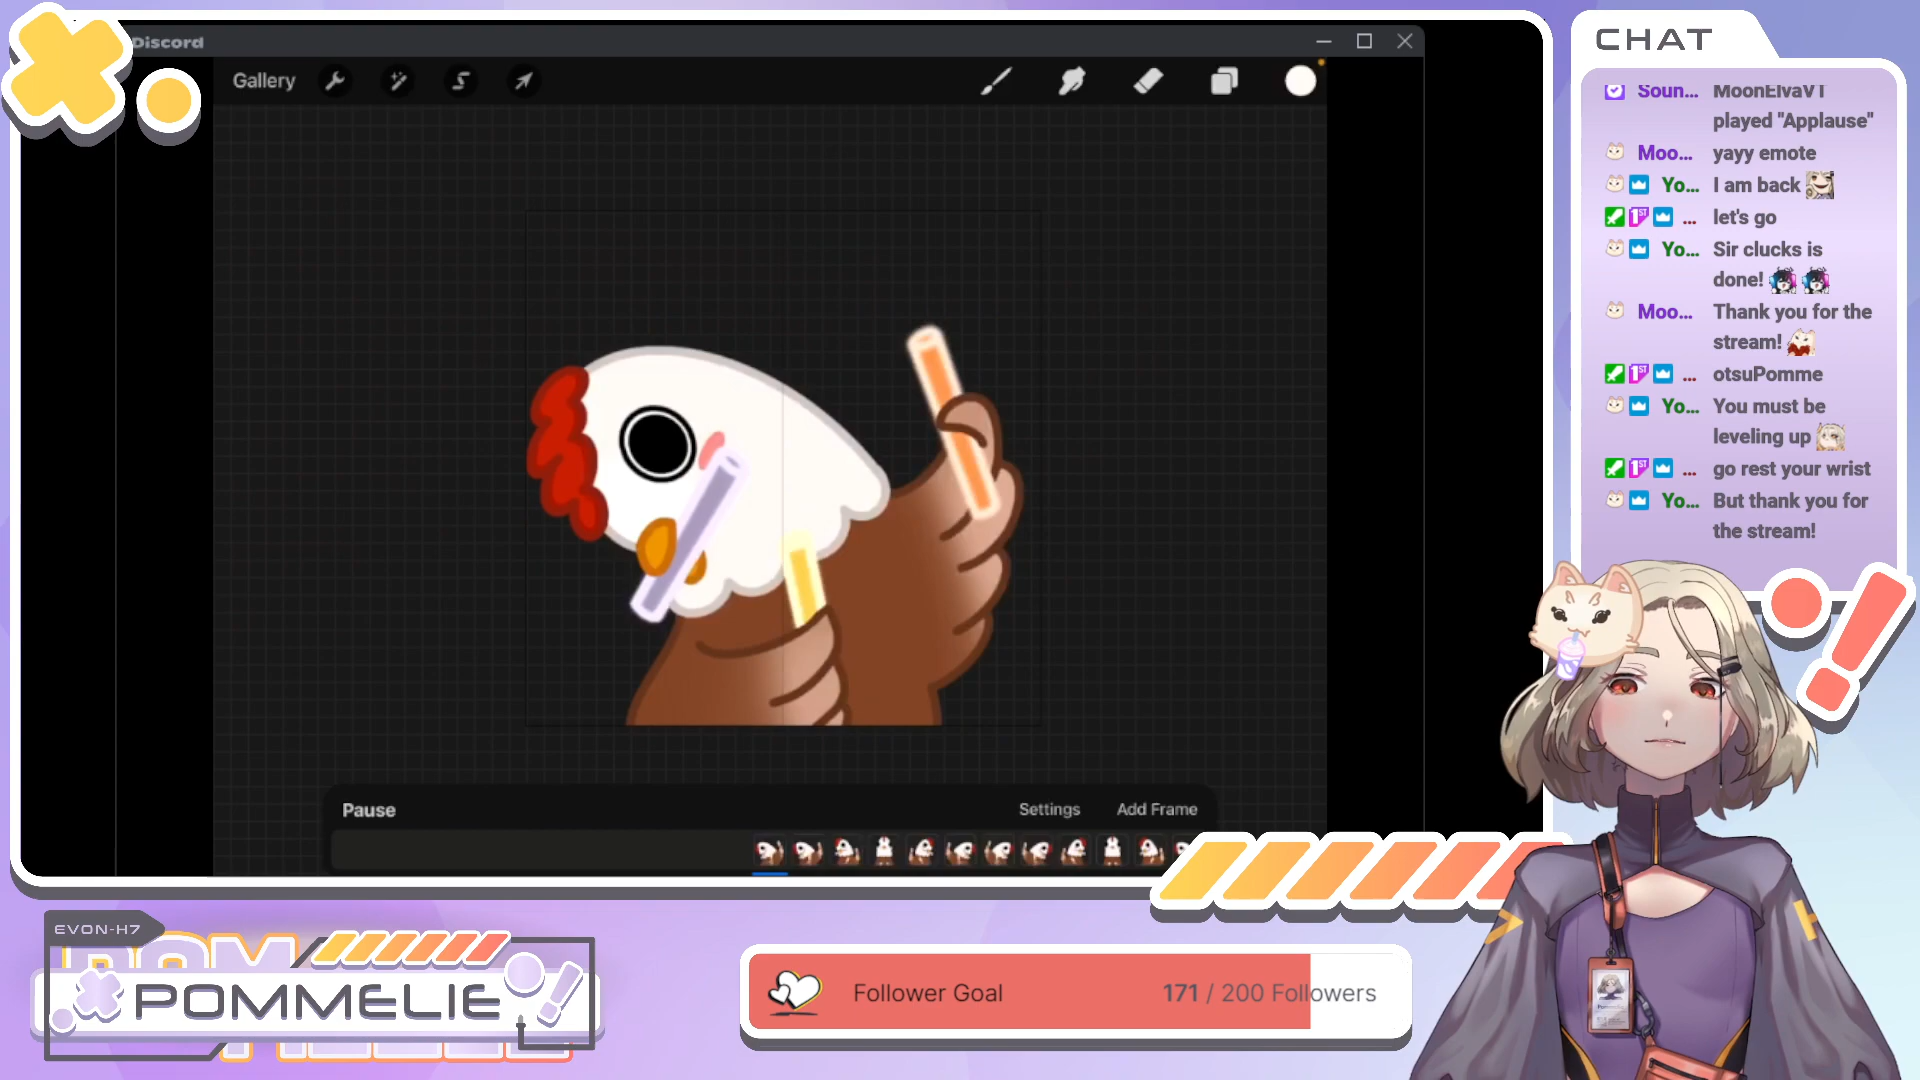 Discord
Gallery
Pause
Settings
Add Frame
CHAT
Soun... MoonElvaVT
played "Applause"
Moo... yayy emote
Yo... I am back
... let's go
Yo... Sir clucks is
done!
Moo... Thank you for the
stream!
... otsuPomme
Yo... You must be
leveling up
... go rest your wrist
Yo... But thank you for
the stream!
EVON-H7
POMMELIE
Follower Goal
171 / 200 Followers